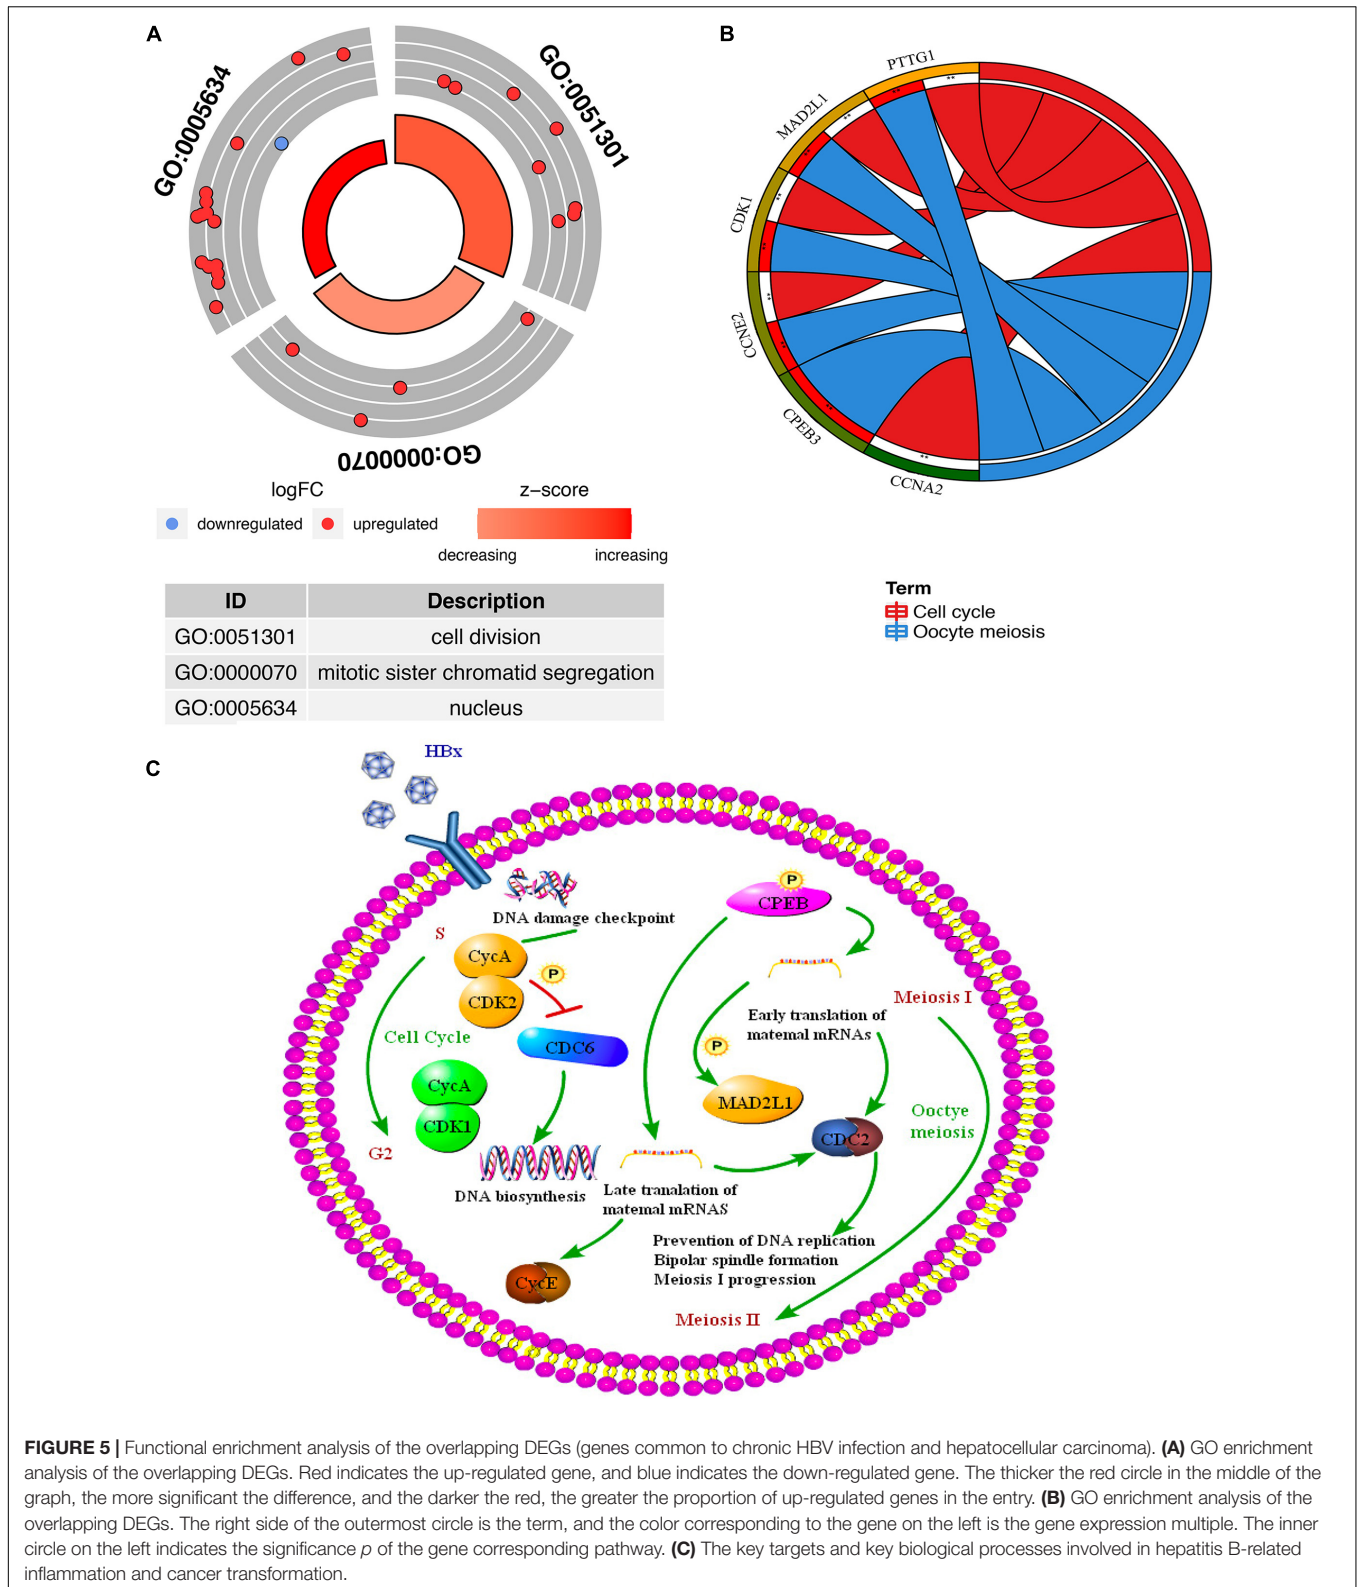 A
B
GO:0005634
GO:0051301
GO:0000070
logFC
z-score
downregulated
upregulated
decreasing
increasing
ID Description
GO:0051301 cell division
GO:0000070 mitotic sister chromatid segregation
GO:0005634 nucleus
PTTG1
MAD2L1
CDK1
CCNE2
CPEB3
CCNA2
**
**
**
**
**
**
**
**
**
**
Term
Cell cycle
Oocyte meiosis
C
HBx
DNA damage checkpoint
S
CycA
CDK2
P
Cell Cycle
CDC6
CycA
CDK1
G2
DNA biosynthesis
P
CPEB
Meiosis I
Early translation of
maternal mRNAs
P
MAD2L1
CDC2
Ooctye
meiosis
Late tranalation of
maternal mRNAS
CycE
Prevention of DNA replication
Bipolar spindle formation
Meiosis I progression
Meiosis II
FIGURE 5 | Functional enrichment analysis of the overlapping DEGs (genes common to chronic HBV infection and hepatocellular carcinoma). (A) GO enrichment
analysis of the overlapping DEGs. Red indicates the up-regulated gene, and blue indicates the down-regulated gene. The thicker the red circle in the middle of the
graph, the more significant the difference, and the darker the red, the greater the proportion of up-regulated genes in the entry. (B) GO enrichment analysis of the
overlapping DEGs. The right side of the outermost circle is the term, and the color corresponding to the gene on the left is the gene expression multiple. The inner
circle on the left indicates the significance p of the gene corresponding pathway. (C) The key targets and key biological processes involved in hepatitis B-related
inflammation and cancer transformation.